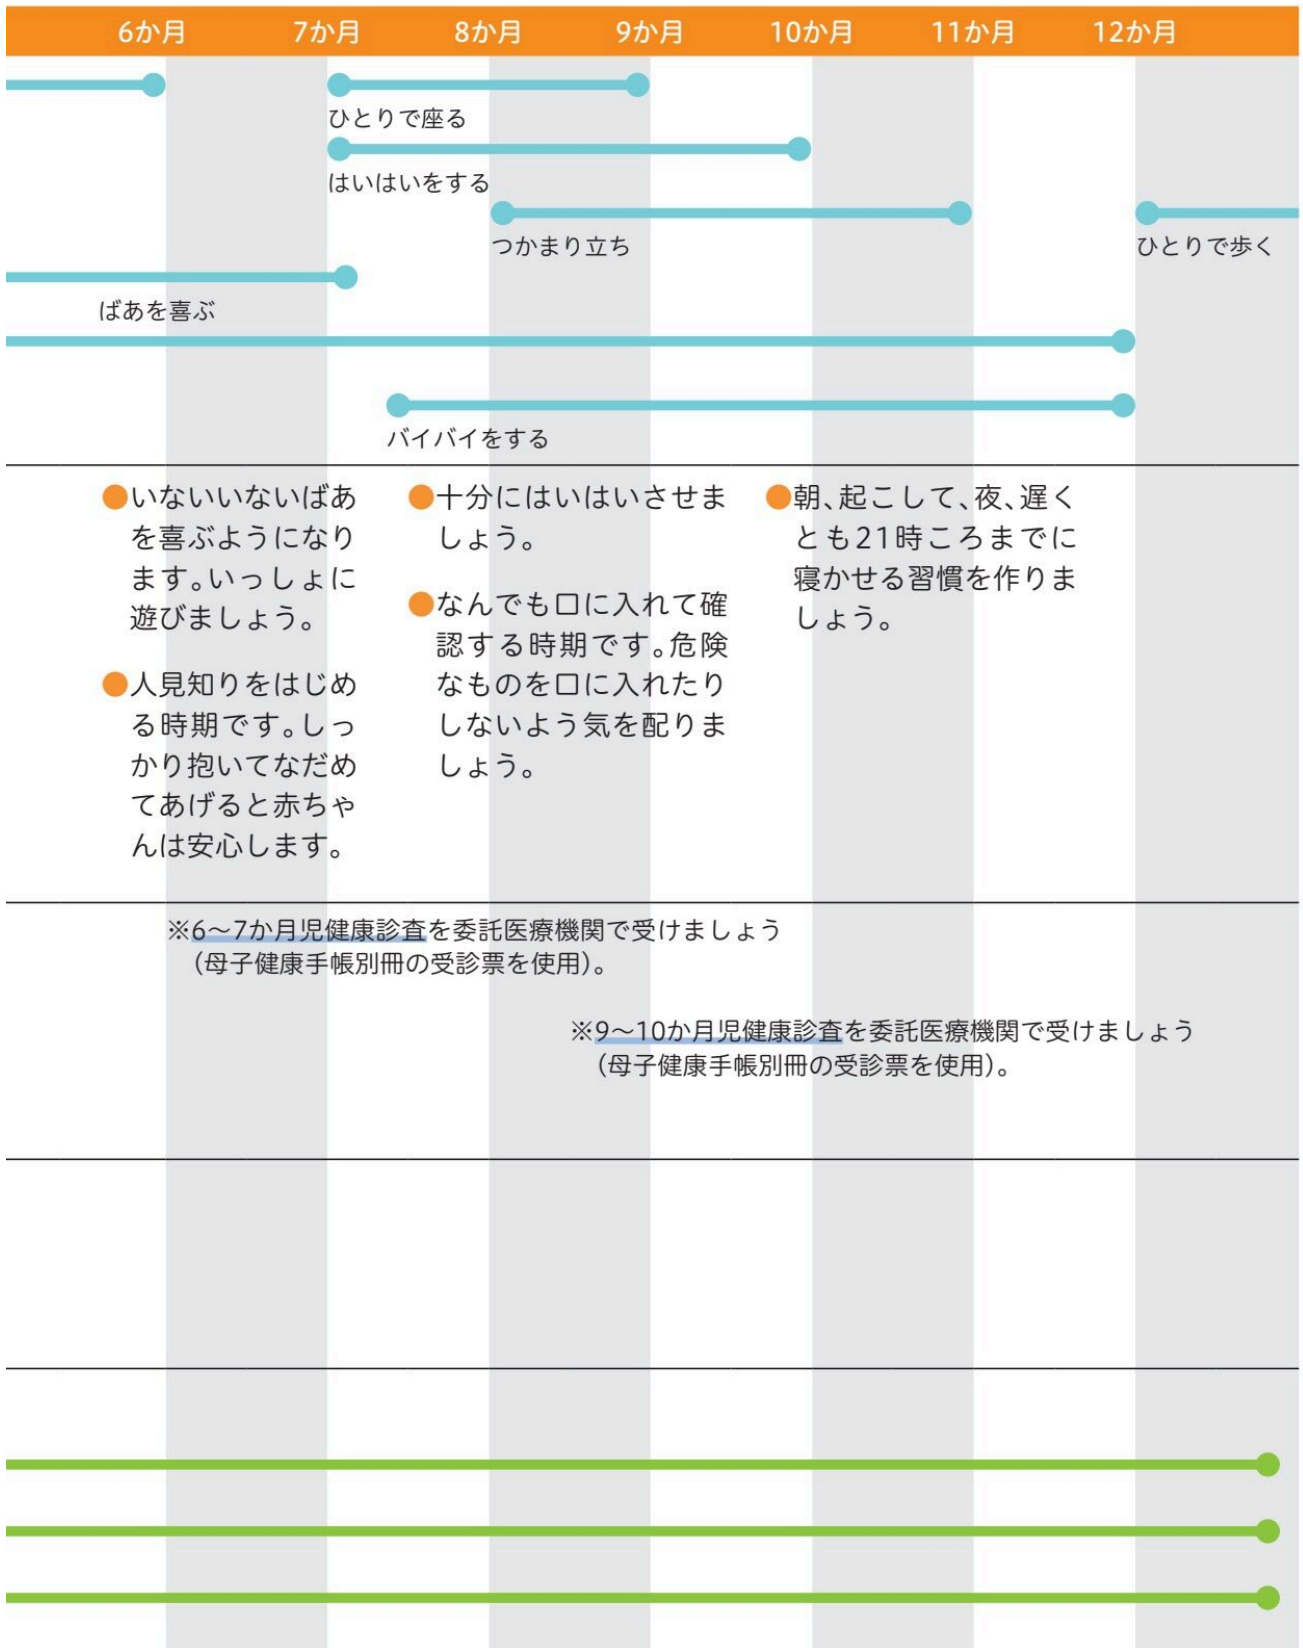 6か月 7か月 8か月 9か月 10か月 11か月 12か月
ひとりで座る
はいはいをする
つかまり立ち
ひとりで歩く
ばあを喜ぶ
バイバイをする
●いないいないばあ
を喜ぶようになり
ます。いっしょに
遊びましょう。
●人見知りをはじめ
る時期です。しっ
かり抱いてなだめ
てあげると赤ちゃ
んは安心します。
●十分にはいはいさせま
しょう。
●なんでも口に入れて確
認する時期です。危険
なものを口に入れたり
しないよう気を配りま
しょう。
●朝、起こして、夜、遅く
とも21時ころまでに
寝かせる習慣を作りま
しょう。
※6〜7か月児健康診査を委託医療機関で受けましょう
(母子健康手帳別冊の受診票を使用)。
※9〜10か月児健康診査を委託医療機関で受けましょう
(母子健康手帳別冊の受診票を使用)。